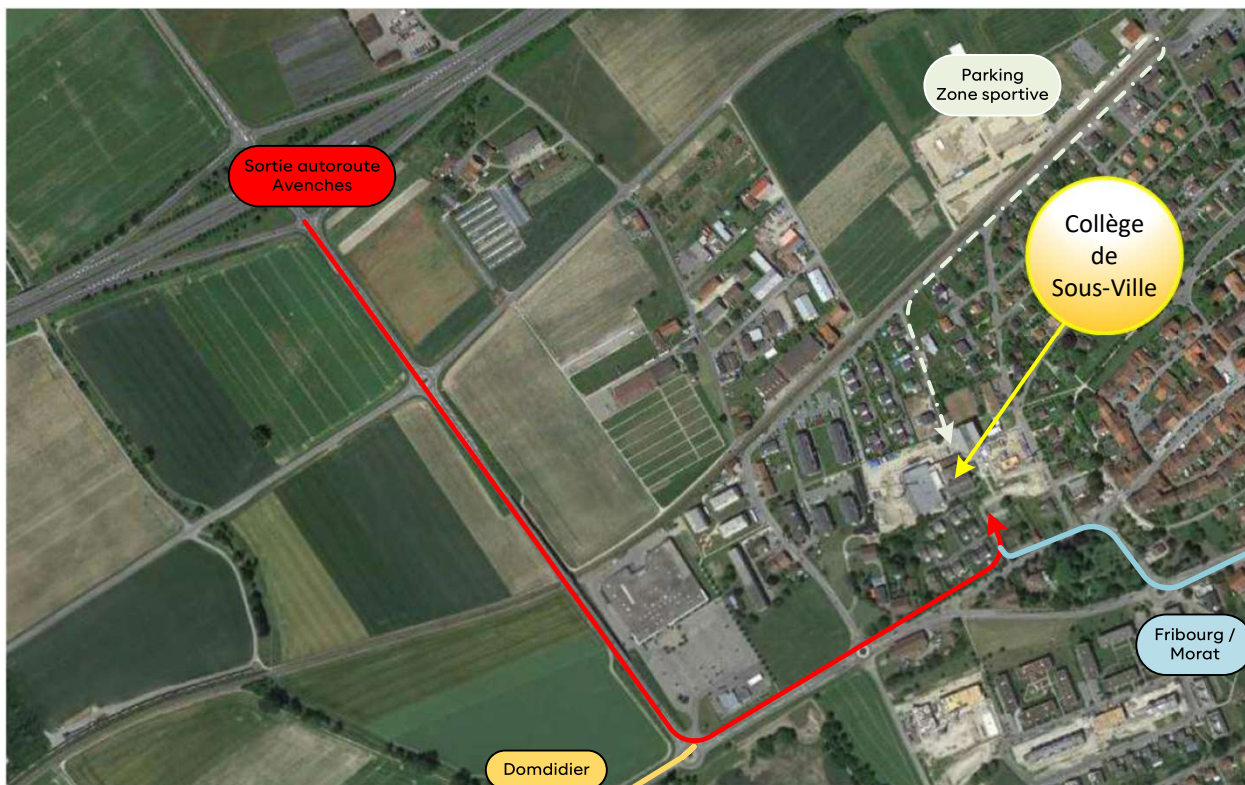 Parking
Zone sportive
Sortie autoroute
Avenches
Collège
de
Sous-Ville
Fribourg /
Morat
Domdidier